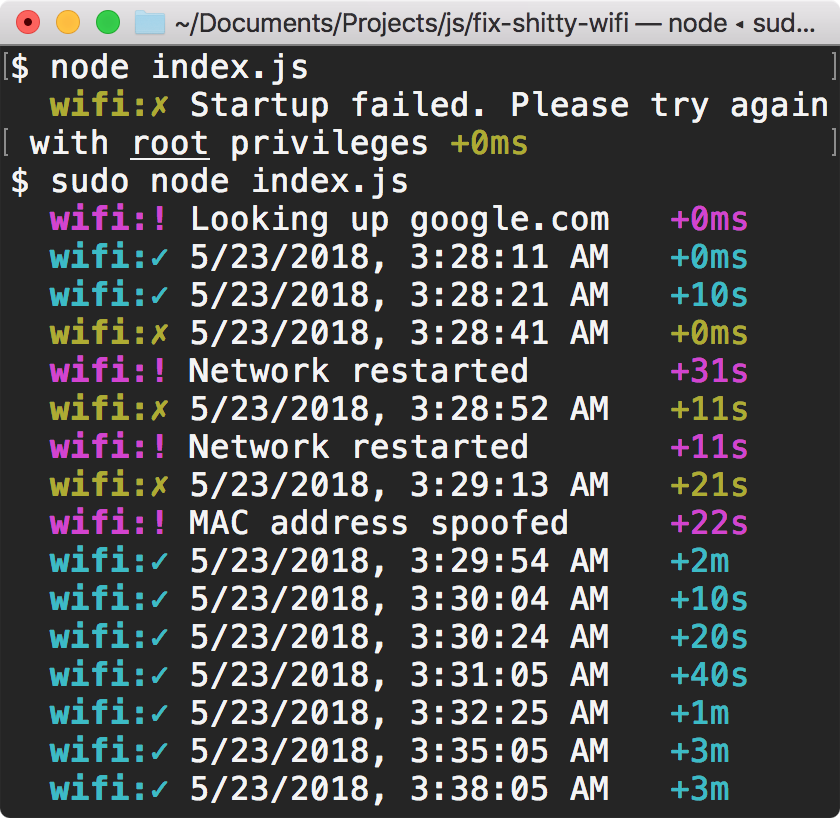 ~/Documents/Projects/js/fix-shitty-wifi — node ◂ sud...
[$ node index.js ]
wifi:✗ Startup failed. Please try again
[ with root privileges +0ms ]
$ sudo node index.js
wifi:! Looking up google.com +0ms
wifi:✓ 5/23/2018, 3:28:11 AM +0ms
wifi:✓ 5/23/2018, 3:28:21 AM +10s
wifi:✗ 5/23/2018, 3:28:41 AM +0ms
wifi:! Network restarted +31s
wifi:✗ 5/23/2018, 3:28:52 AM +11s
wifi:! Network restarted +11s
wifi:✗ 5/23/2018, 3:29:13 AM +21s
wifi:! MAC address spoofed +22s
wifi:✓ 5/23/2018, 3:29:54 AM +2m
wifi:✓ 5/23/2018, 3:30:04 AM +10s
wifi:✓ 5/23/2018, 3:30:24 AM +20s
wifi:✓ 5/23/2018, 3:31:05 AM +40s
wifi:✓ 5/23/2018, 3:32:25 AM +1m
wifi:✓ 5/23/2018, 3:35:05 AM +3m
wifi:✓ 5/23/2018, 3:38:05 AM +3m